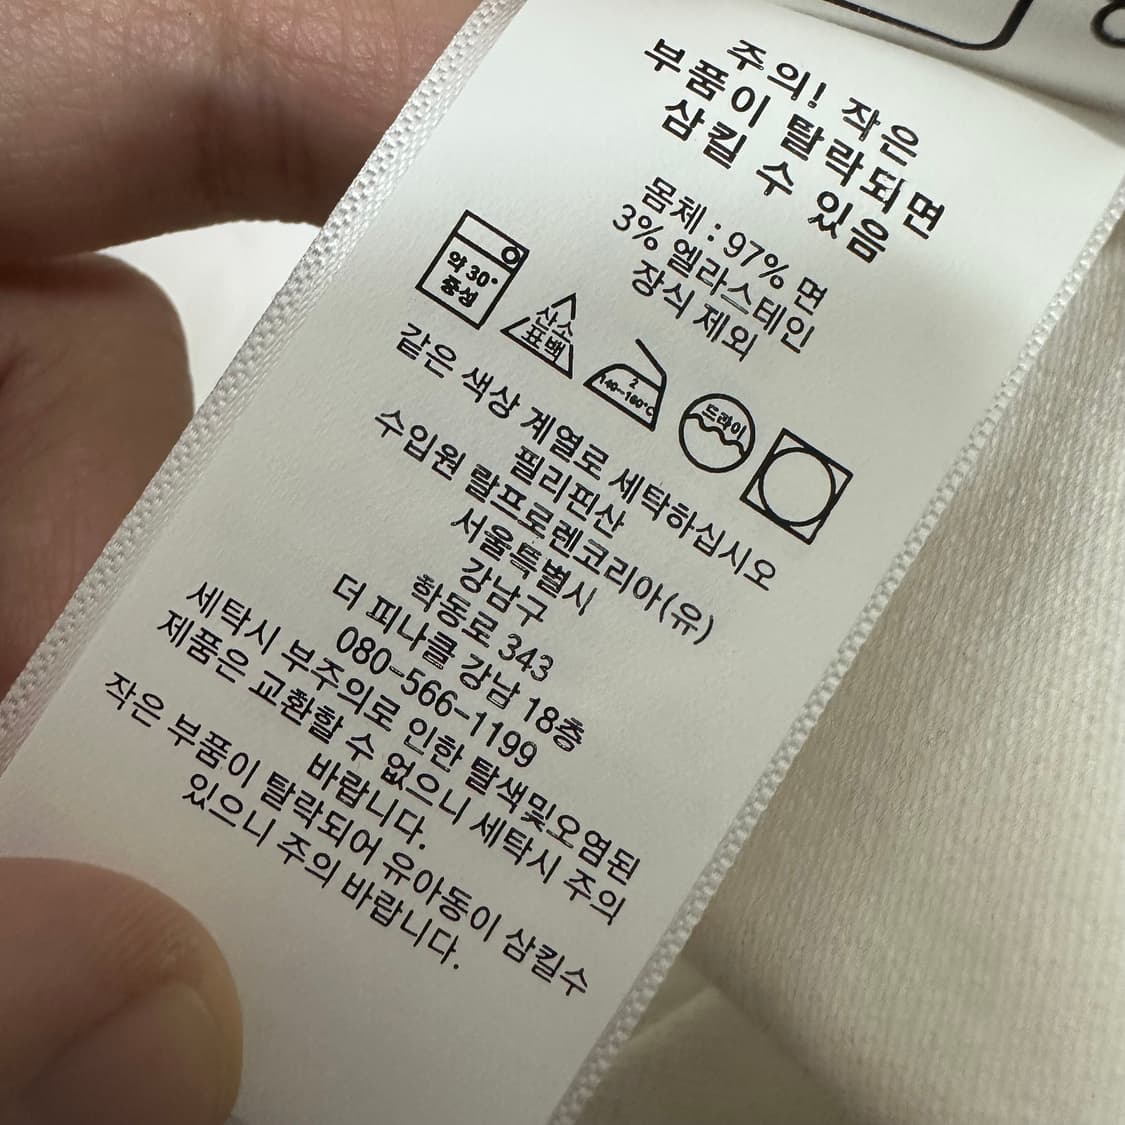 주의! 작은
부품이 탈락되면
삼킬 수 있음
몸체 : 97% 면
3% 엘라스테인
장식 제외
약 30°
중성
산소
표백
2
140~160°C
드라이
같은 색상 계열로 세탁하십시오
필리핀산
수입원 랄프로렌코리아(유)
서울특별시
강남구
학동로 343
더 피나클 강남 18층
080-566-1199
세탁시 부주의로 인한 탈색및오염된
제품은 교환할 수 없으니 세탁시 주의
바랍니다.
작은 부품이 탈락되어 유아동이 삼킬수
있으니 주의 바랍니다.